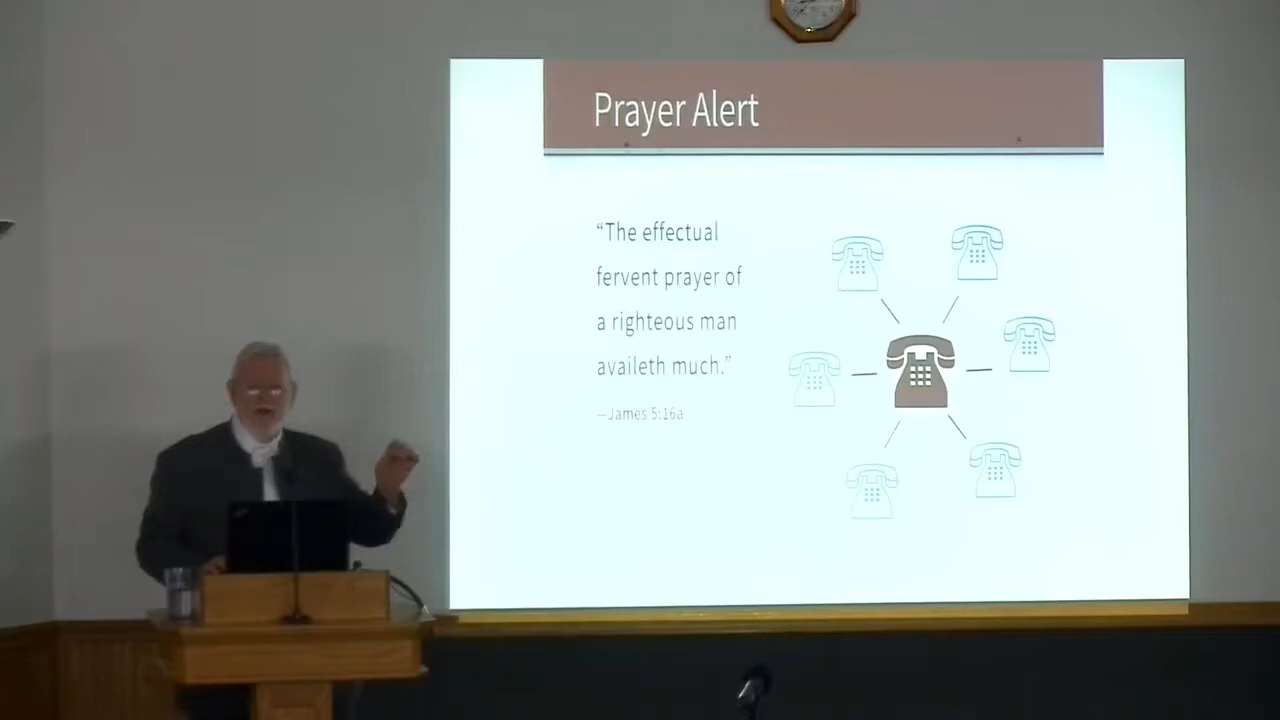 Prayer Alert
“The effectual
fervent prayer of
a righteous man
availeth much.”
—James 5:16a